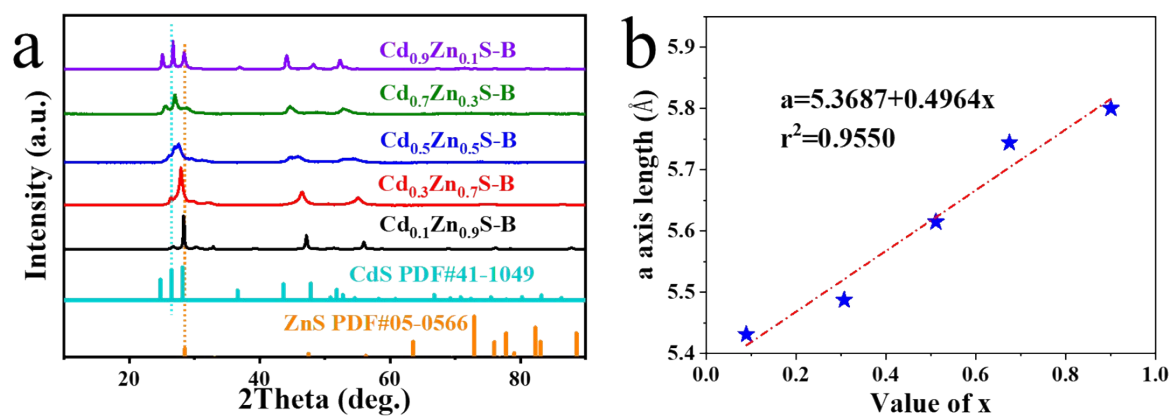 a
Intensity (a.u.)
Cd0.9Zn0.1S-B
Cd0.7Zn0.3S-B
Cd0.5Zn0.5S-B
Cd0.3Zn0.7S-B
Cd0.1Zn0.9S-B
CdS PDF#41-1049
ZnS PDF#05-0566
20 40 60 80
2Theta (deg.)
b
a axis length (Å)
5.9
5.8
5.7
5.6
5.5
5.4
a=5.3687+0.4964x
r²=0.9550
0.0 0.2 0.4 0.6 0.8 1.0
Value of x